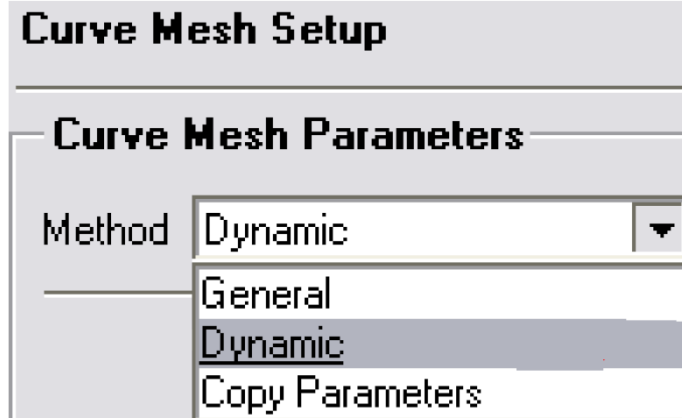 Curve Mesh Setup
Curve Mesh Parameters
Method Dynamic
General
Dynamic
Copy Parameters